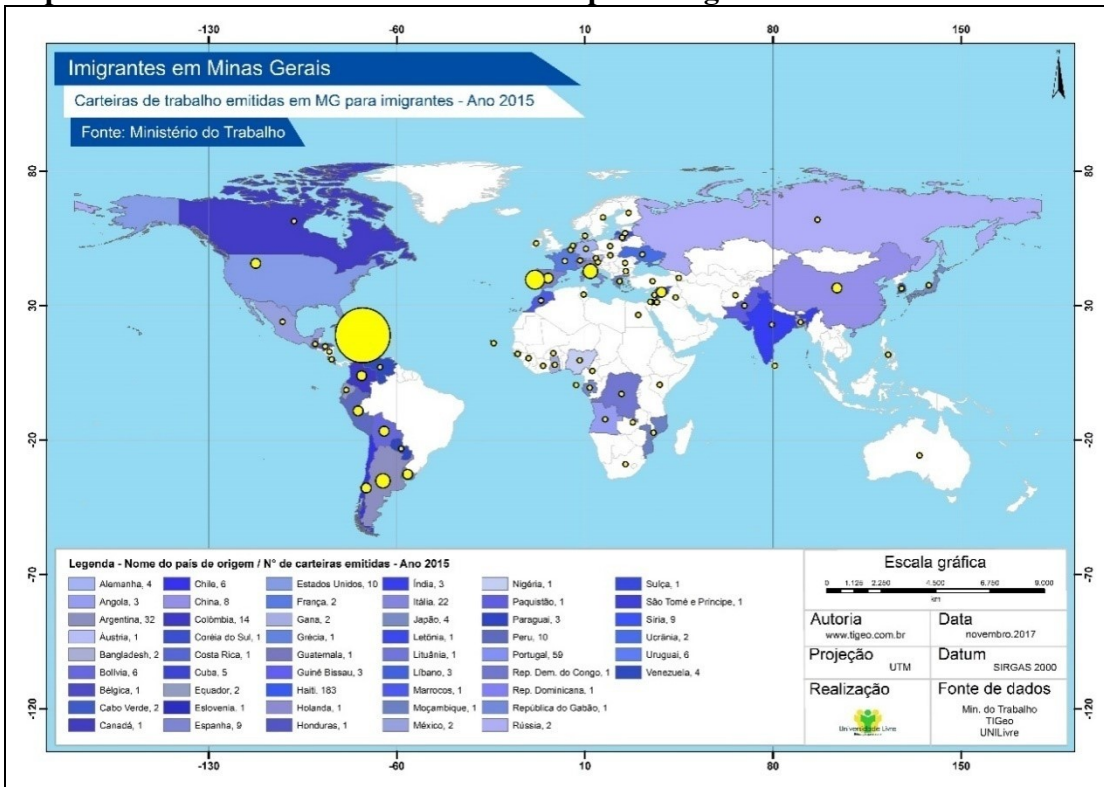 -130 -60 10 80 150
Imigrantes em Minas Gerais
Carteiras de trabalho emitidas em MG para imigrantes - Ano 2015
Fonte: Ministério do Trabalho
N
80 80
30 30
-20 -20
-70 -70
-120 -120
Legenda - Nome do país de origem / Nº de carteiras emitidas - Ano 2015
Alemanha, 4
Angola, 3
Argentina, 32
Áustria, 1
Bangladesh, 2
Bolívia, 6
Bélgica, 1
Cabo Verde, 2
Canadá, 1
Chile, 6
China, 8
Colômbia, 14
Coréia do Sul, 1
Costa Rica, 1
Cuba, 5
Equador, 2
Eslovenia, 1
Espanha, 9
Estados Unidos, 10
França, 2
Gana, 2
Grécia, 1
Guatemala, 1
Guiné Bissau, 3
Haiti, 183
Holanda, 1
Honduras, 1
Índia, 3
Itália, 22
Japão, 4
Letônia, 1
Lituânia, 1
Líbano, 3
Marrocos, 1
Moçambique, 1
México, 2
Nigéria, 1
Paquistão, 1
Paraguai, 3
Peru, 10
Portugal, 59
Rep. Dem. do Congo, 1
Rep. Dominicana, 1
República do Gabão, 1
Rússia, 2
Suíça, 1
São Tomé e Príncipe, 1
Síria, 9
Ucrânia, 2
Uruguai, 6
Venezuela, 4
Escala gráfica
0 1.125 2.250 4.500 6.750 9.000
km
Autoria
www.tigeo.com.br
Data
novembro.2017
Projeção
UTM
Datum
SIRGAS 2000
Realização
Universidade Livre
Fonte de dados
Min. do Trabalho
TIGeo
UNILivre
-130 -60 10 80 150